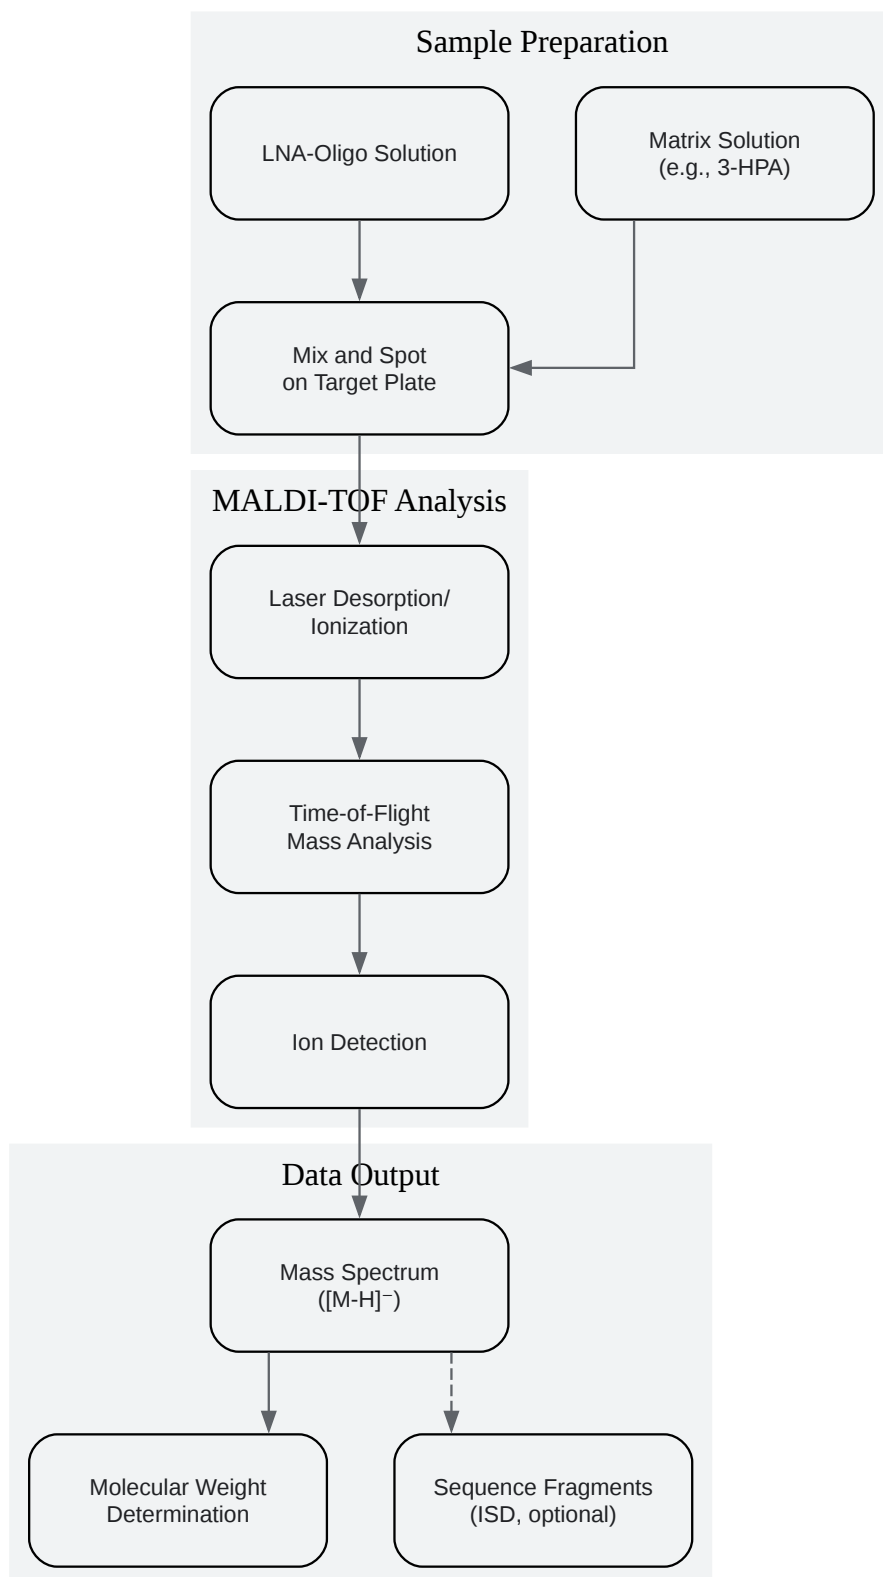 Sample Preparation
LNA-Oligo Solution
Matrix Solution
(e.g., 3-HPA)
Mix and Spot
on Target Plate
MALDI-TOF Analysis
Laser Desorption/
Ionization
Time-of-Flight
Mass Analysis
Ion Detection
Data Output
Mass Spectrum
([M-H]⁻)
Molecular Weight
Determination
Sequence Fragments
(ISD, optional)